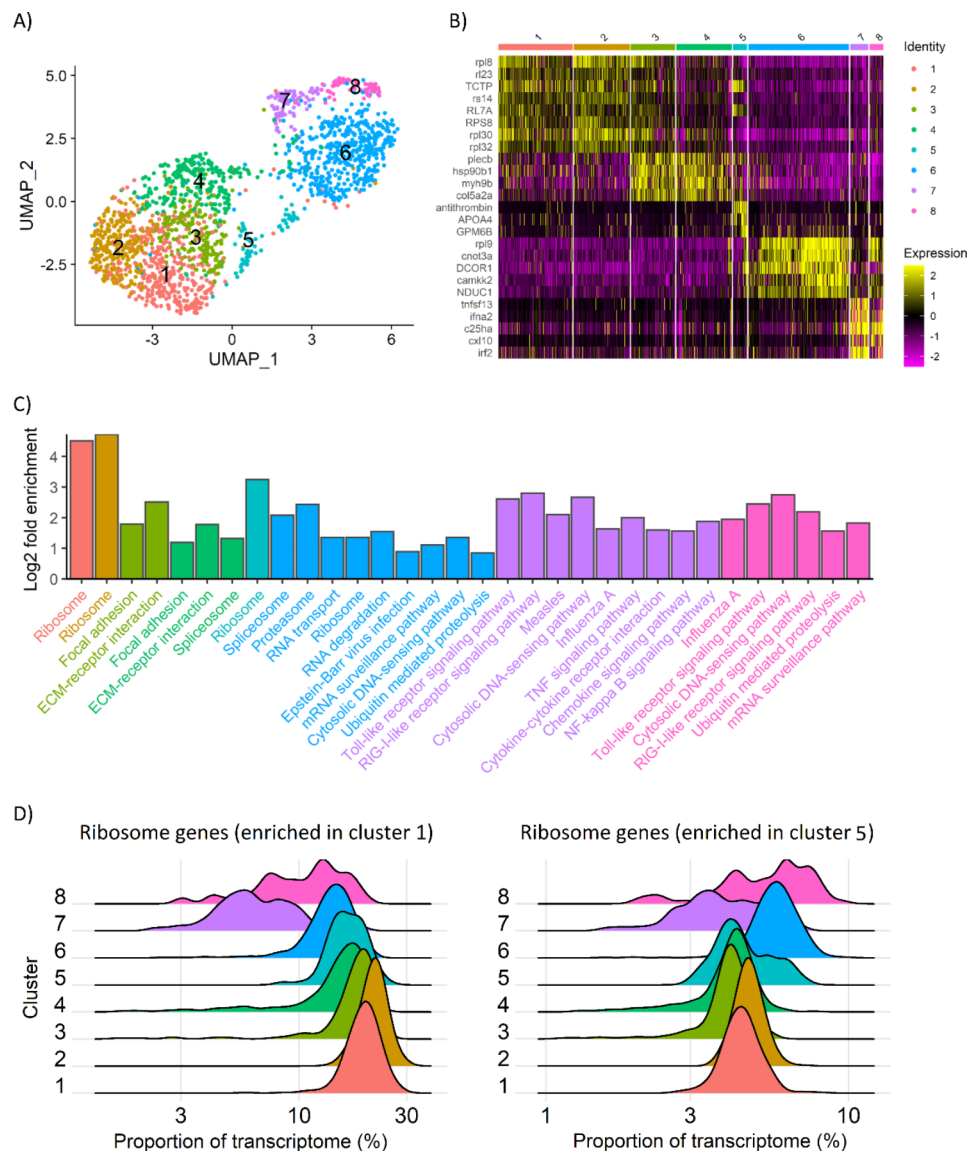 A)
5.0
2.5
0.0
-2.5
UMAP_2
-3
0
3
6
UMAP_1
1
2
3
4
5
6
7
8
B)
1
2
3
4
5
6
7
8
rpl8
rl23
TCTP
rs14
RL7A
RPS8
rpl30
rpl32
plecb
hsp90b1
myh9b
col5a2a
antithrombin
APOA4
GPM6B
rpl9
cnot3a
DCOR1
camkk2
NDUC1
tnfsf13
ifna2
c25ha
cxl10
irf2
Identity
1
2
3
4
5
6
7
8
Expression
2
1
0
-1
-2
C)
Log2 fold enrichment
4
3
2
1
0
Ribosome
Ribosome
Focal adhesion
ECM-receptor interaction
Focal adhesion
ECM-receptor interaction
Spliceosome
Ribosome
Spliceosome
Proteasome
RNA transport
Ribosome
RNA degradation
Epstein-Barr virus infection
mRNA surveillance pathway
Cytosolic DNA-sensing pathway
Ubiquitin mediated proteolysis
Toll-like receptor signaling pathway
RIG-I-like receptor signaling pathway
Measles
Cytosolic DNA-sensing pathway
Influenza A
TNF signaling pathway
Cytokine-cytokine receptor interaction
Chemokine signaling pathway
NF-kappa B signaling pathway
Influenza A
Toll-like receptor signaling pathway
Cytosolic DNA-sensing pathway
RIG-I-like receptor signaling pathway
Ubiquitin mediated proteolysis
mRNA surveillance pathway
D)
Ribosome genes (enriched in cluster 1)
Cluster
8
7
6
5
4
3
2
1
3
10
30
Proportion of transcriptome (%)
Ribosome genes (enriched in cluster 5)
8
7
6
5
4
3
2
1
1
3
10
Proportion of transcriptome (%)